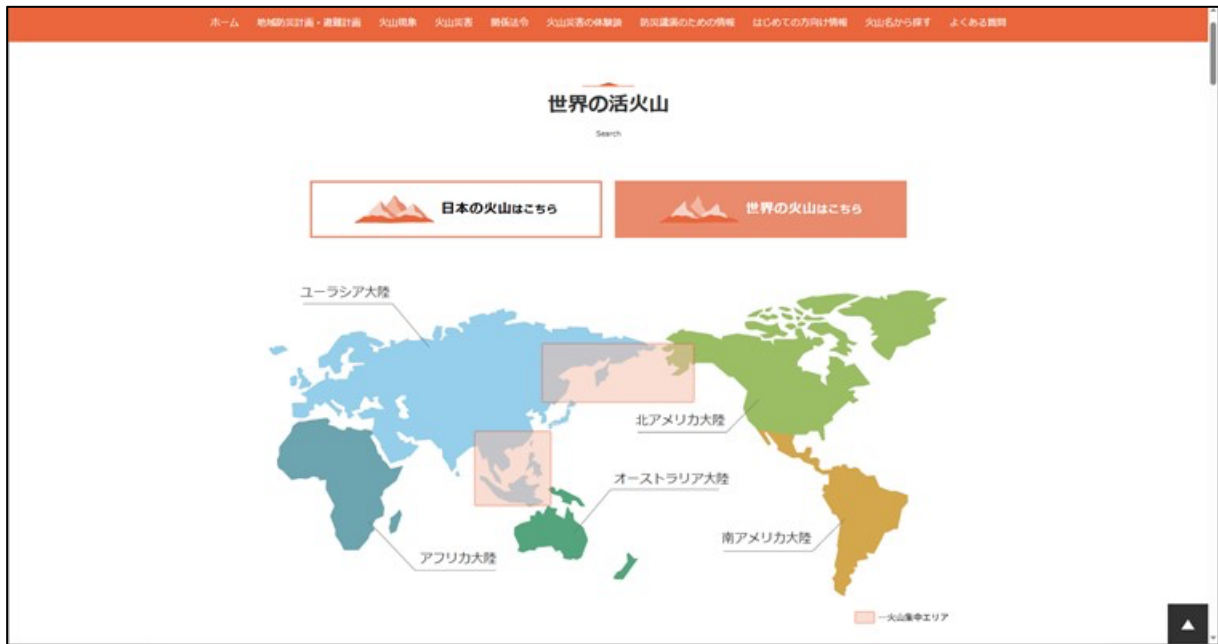 ホーム 地域防災計画・避難計画 火山現象 火山災害 関係法令 火山災害の体験談 防災議演のための情報 はじめての方向け情報 火山名から探す よくある質問
世界の活火山
Search
日本の火山はこちら 世界の火山はこちら
ユーラシア大陸
北アメリカ大陸
オーストラリア大陸
南アメリカ大陸
アフリカ大陸
…火山集中エリア